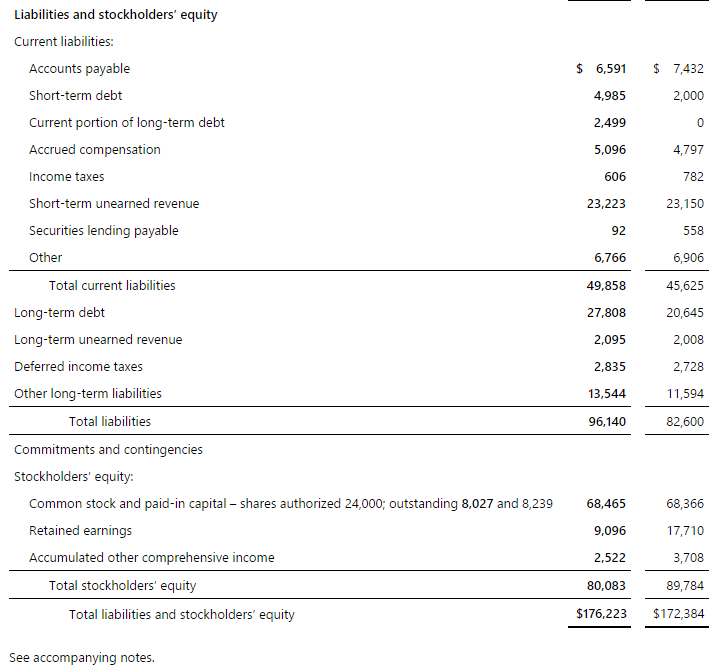 Liabilities and stockholders’ equity
Current liabilities:
Accounts payable $ 6,591 $ 7,432
Short-term debt 4,985 2,000
Current portion of long-term debt 2,499 0
Accrued compensation 5,096 4,797
Income taxes 606 782
Short-term unearned revenue 23,223 23,150
Securities lending payable 92 558
Other 6,766 6,906
Total current liabilities 49,858 45,625
Long-term debt 27,808 20,645
Long-term unearned revenue 2,095 2,008
Deferred income taxes 2,835 2,728
Other long-term liabilities 13,544 11,594
Total liabilities 96,140 82,600
Commitments and contingencies
Stockholders’ equity:
Common stock and paid-in capital – shares authorized 24,000; outstanding 8,027 and 8,239 68,465 68,366
Retained earnings 9,096 17,710
Accumulated other comprehensive income 2,522 3,708
Total stockholders’ equity 80,083 89,784
Total liabilities and stockholders’ equity $176,223 $172,384
See accompanying notes.